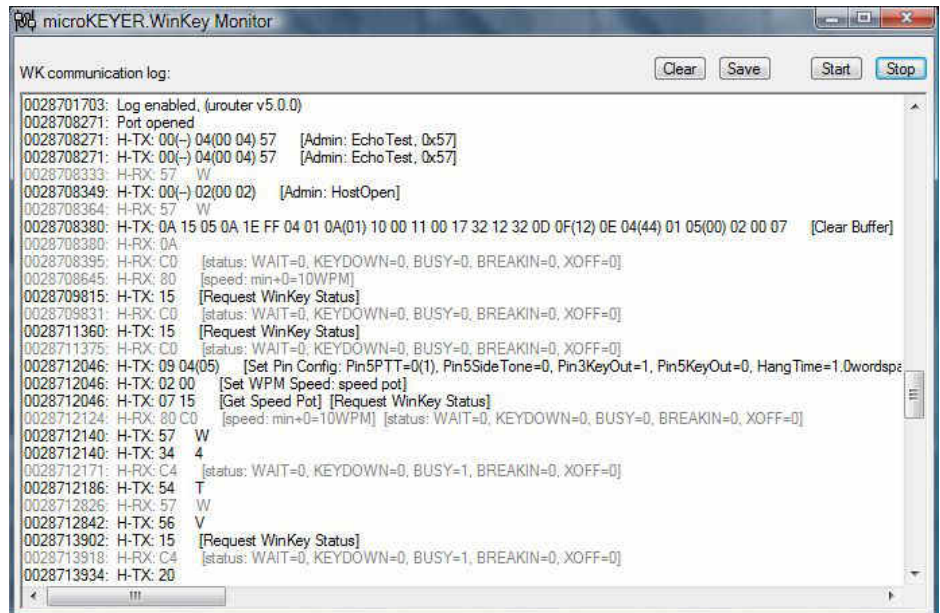 microKEYER.WinKey Monitor
WK communication log:
Clear Save Start Stop
0028701703: Log enabled, (urouter v5.0.0)
0028708271: Port opened
0028708271: H-TX: 00(--) 04(00 04) 57 [Admin: EchoTest, 0x57]
0028708271: H-TX: 00(--) 04(00 04) 57 [Admin: EchoTest, 0x57]
0028708333: H-RX: 57 W
0028708349: H-TX: 00(--) 02(00 02) [Admin: HostOpen]
0028708364: H-RX: 57 W
0028708380: H-TX: 0A 15 05 0A 1E FF 04 01 0A(01) 10 00 11 00 17 32 12 32 0D 0F(12) 0E 04(44) 01 05(00) 02 00 07 [Clear Buffer]
0028708380: H-RX: 0A
0028708395: H-RX: C0 [status: WAIT=0, KEYDOWN=0, BUSY=0, BREAKIN=0, XOFF=0]
0028708645: H-RX: 80 [speed: min+0=10WPM]
0028709815: H-TX: 15 [Request WinKey Status]
0028709831: H-RX: C0 [status: WAIT=0, KEYDOWN=0, BUSY=0, BREAKIN=0, XOFF=0]
0028711360: H-TX: 15 [Request WinKey Status]
0028711375: H-RX: C0 [status: WAIT=0, KEYDOWN=0, BUSY=0, BREAKIN=0, XOFF=0]
0028712046: H-TX: 09 04(05) [Set Pin Config: Pin5PTT=0(1), Pin5SideTone=0, Pin3KeyOut=1, Pin5KeyOut=0, HangTime=1.0wordspa
0028712046: H-TX: 02 00 [Set WPM Speed: speed pot]
0028712046: H-TX: 07 15 [Get Speed Pot] [Request WinKey Status]
0028712124: H-RX: 80 C0 [speed: min+0=10WPM] [status: WAIT=0, KEYDOWN=0, BUSY=0, BREAKIN=0, XOFF=0]
0028712140: H-TX: 57 W
0028712140: H-TX: 34 4
0028712171: H-RX: C4 [status: WAIT=0, KEYDOWN=0, BUSY=1, BREAKIN=0, XOFF=0]
0028712186: H-TX: 54 T
0028712826: H-RX: 57 W
0028712842: H-TX: 56 V
0028713902: H-TX: 15 [Request WinKey Status]
0028713918: H-RX: C4 [status: WAIT=0, KEYDOWN=0, BUSY=1, BREAKIN=0, XOFF=0]
0028713934: H-TX: 20